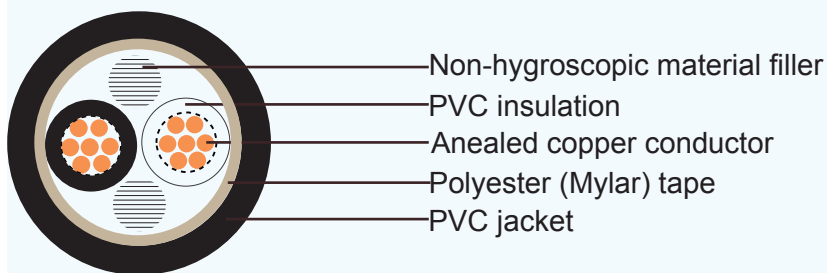 Non-hygroscopic material filler
PVC insulation
Anealed copper conductor
Polyester (Mylar) tape
PVC jacket